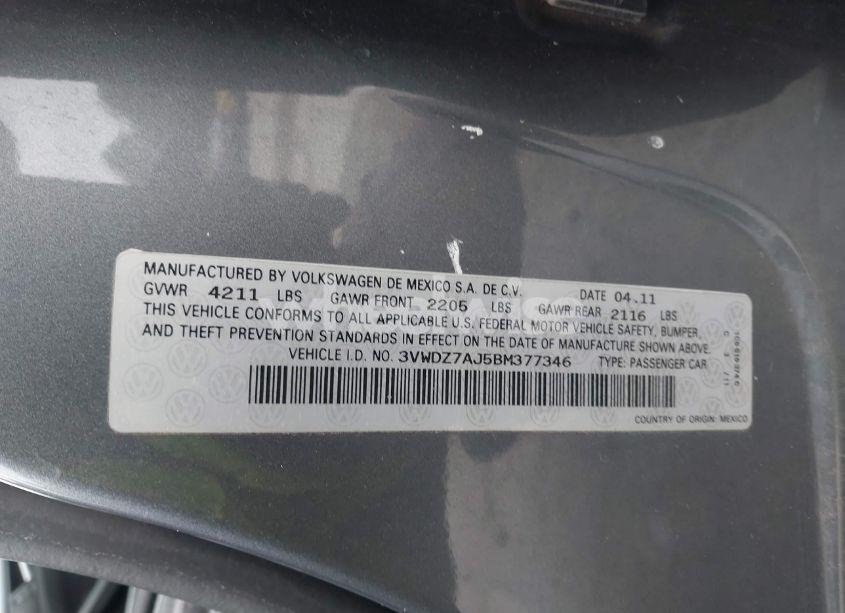 MANUFACTURED BY VOLKSWAGEN DE MEXICO S.A. DE C.V. DATE 04.11
GVWR 4211 LBS GAWR FRONT 2205 LBS GAWR REAR 2116 LBS
THIS VEHICLE CONFORMS TO ALL APPLICABLE U.S. FEDERAL MOTOR VEHICLE SAFETY, BUMPER,
AND THEFT PREVENTION STANDARDS IN EFFECT ON THE DATE OF MANUFACTURE SHOWN ABOVE.
VEHICLE I.D. NO. 3VWDZ7AJ5BM377346 TYPE: PASSENGER CAR
COUNTRY OF ORIGIN: MEXICO